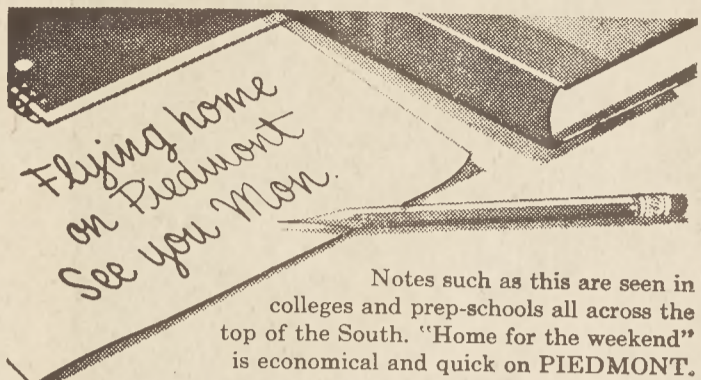 Flying home
on Piedmont
See you Mon.
Notes such as this are seen in
colleges and prep-schools all across the
top of the South. "Home for the weekend"
is economical and quick on PIEDMONT.